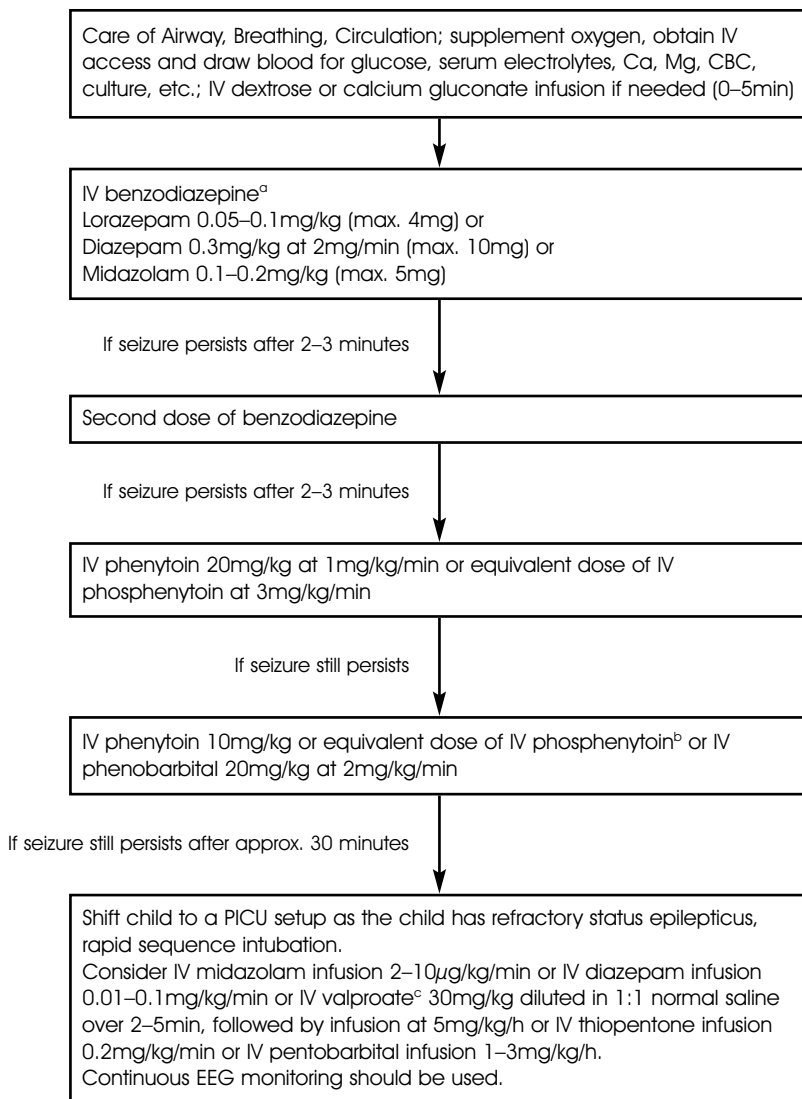 Care of Airway, Breathing, Circulation; supplement oxygen, obtain IV
access and draw blood for glucose, serum electrolytes, Ca, Mg, CBC,
culture, etc.; IV dextrose or calcium gluconate infusion if needed (0–5min)
IV benzodiazepineᵃ
Lorazepam 0.05–0.1mg/kg (max. 4mg) or
Diazepam 0.3mg/kg at 2mg/min (max. 10mg) or
Midazolam 0.1–0.2mg/kg (max. 5mg)
If seizure persists after 2–3 minutes
Second dose of benzodiazepine
If seizure persists after 2–3 minutes
IV phenytoin 20mg/kg at 1mg/kg/min or equivalent dose of IV
phosphenytoin at 3mg/kg/min
If seizure still persists
IV phenytoin 10mg/kg or equivalent dose of IV phosphenytoinᵇ or IV
phenobarbital 20mg/kg at 2mg/kg/min
If seizure still persists after approx. 30 minutes
Shift child to a PICU setup as the child has refractory status epilepticus,
rapid sequence intubation.
Consider IV midazolam infusion 2–10µg/kg/min or IV diazepam infusion
0.01–0.1mg/kg/min or IV valproateᶜ 30mg/kg diluted in 1:1 normal saline
over 2–5min, followed by infusion at 5mg/kg/h or IV thiopentone infusion
0.2mg/kg/min or IV pentobarbital infusion 1–3mg/kg/h.
Continuous EEG monitoring should be used.